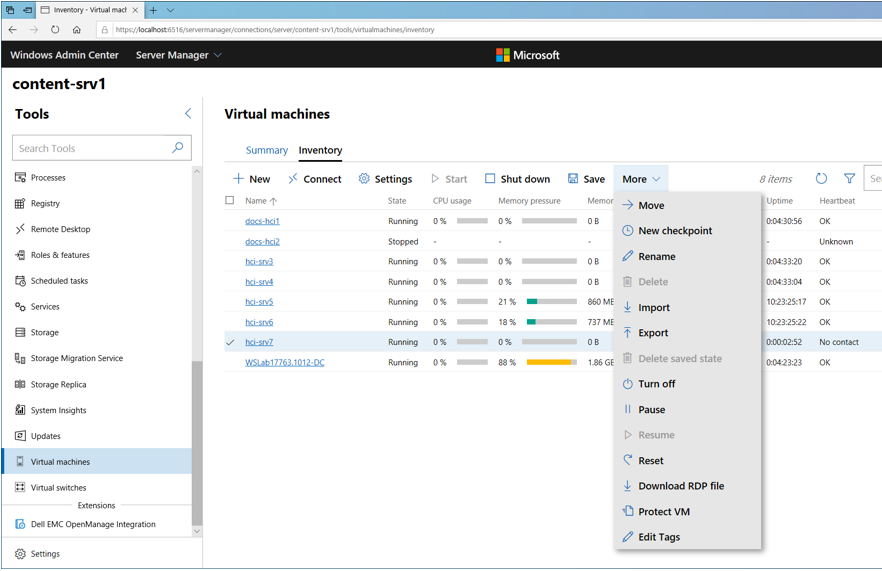 Inventory - Virtual mach
https://localhost:6516/servermanager/connections/server/content-srv1/tools/virtualmachines/inventory
Windows Admin Center Server Manager Microsoft
content-srv1
Tools
Search Tools
Processes
Registry
Remote Desktop
Roles & features
Scheduled tasks
Services
Storage
Storage Migration Service
Storage Replica
System Insights
Updates
Virtual machines
Virtual switches
Extensions
Dell EMC OpenManage Integration
Settings
Virtual machines
Summary Inventory
New Connect Settings Start Shut down Save More 8 items
Name CPU usage State Memory pressure Uptime Heartbeat
docs-hci1 Running 0 % 0 % 0 B 0:04:30:56 OK
docs-hci2 Stopped - - - - Unknown
hci-srv3 Running 0 % 0 % 0 B 0:04:33:20 OK
hci-srv4 Running 0 % 0 % 0 B 0:04:33:04 OK
hci-srv5 Running 0 % 21 % 860 MB 10:23:25:17 OK
hci-srv6 Running 0 % 18 % 737 MB 10:23:25:22 OK
hci-srv7 Running 0 % 0 % 0 B 0:00:02:52 No contact
WSLab17763.1012-DC Running 0 % 88 % 1.86 GB 0:04:23:23 OK
Move
New checkpoint
Rename
Delete
Import
Export
Delete saved state
Turn off
Pause
Resume
Reset
Download RDP file
Protect VM
Edit Tags